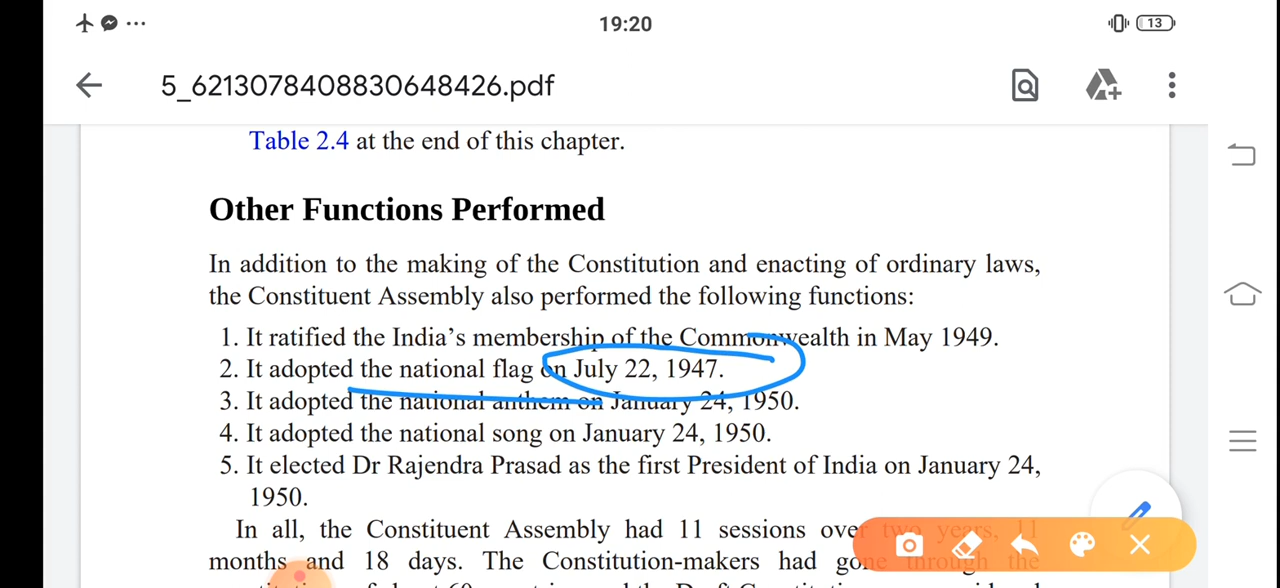 19:20
13
5_6213078408830648426.pdf
Table 2.4 at the end of this chapter.
Other Functions Performed
In addition to the making of the Constitution and enacting of ordinary laws,
the Constituent Assembly also performed the following functions:
1. It ratified the India's membership of the Commonwealth in May 1949.
2. It adopted the national flag on July 22, 1947.
3. It adopted the national anthem on January 24, 1950.
4. It adopted the national song on January 24, 1950.
5. It elected Dr Rajendra Prasad as the first President of India on January 24,
1950.
In all, the Constituent Assembly had 11 sessions over two years, 11
months and 18 days. The Constitution-makers had gone through the